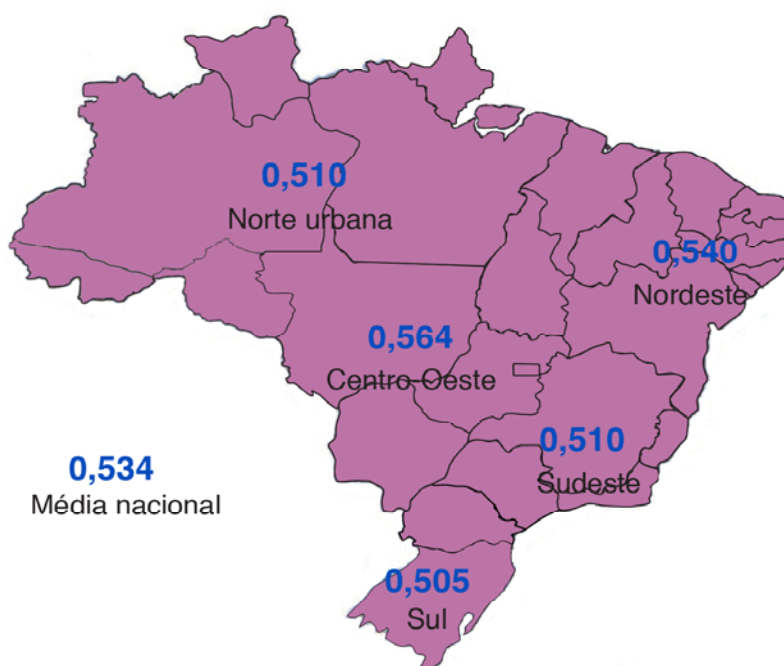 0,510
Norte urbana
0,540
Nordeste
0,564
Centro-Oeste
0,510
Sudeste
0,534
Média nacional
0,505
Sul